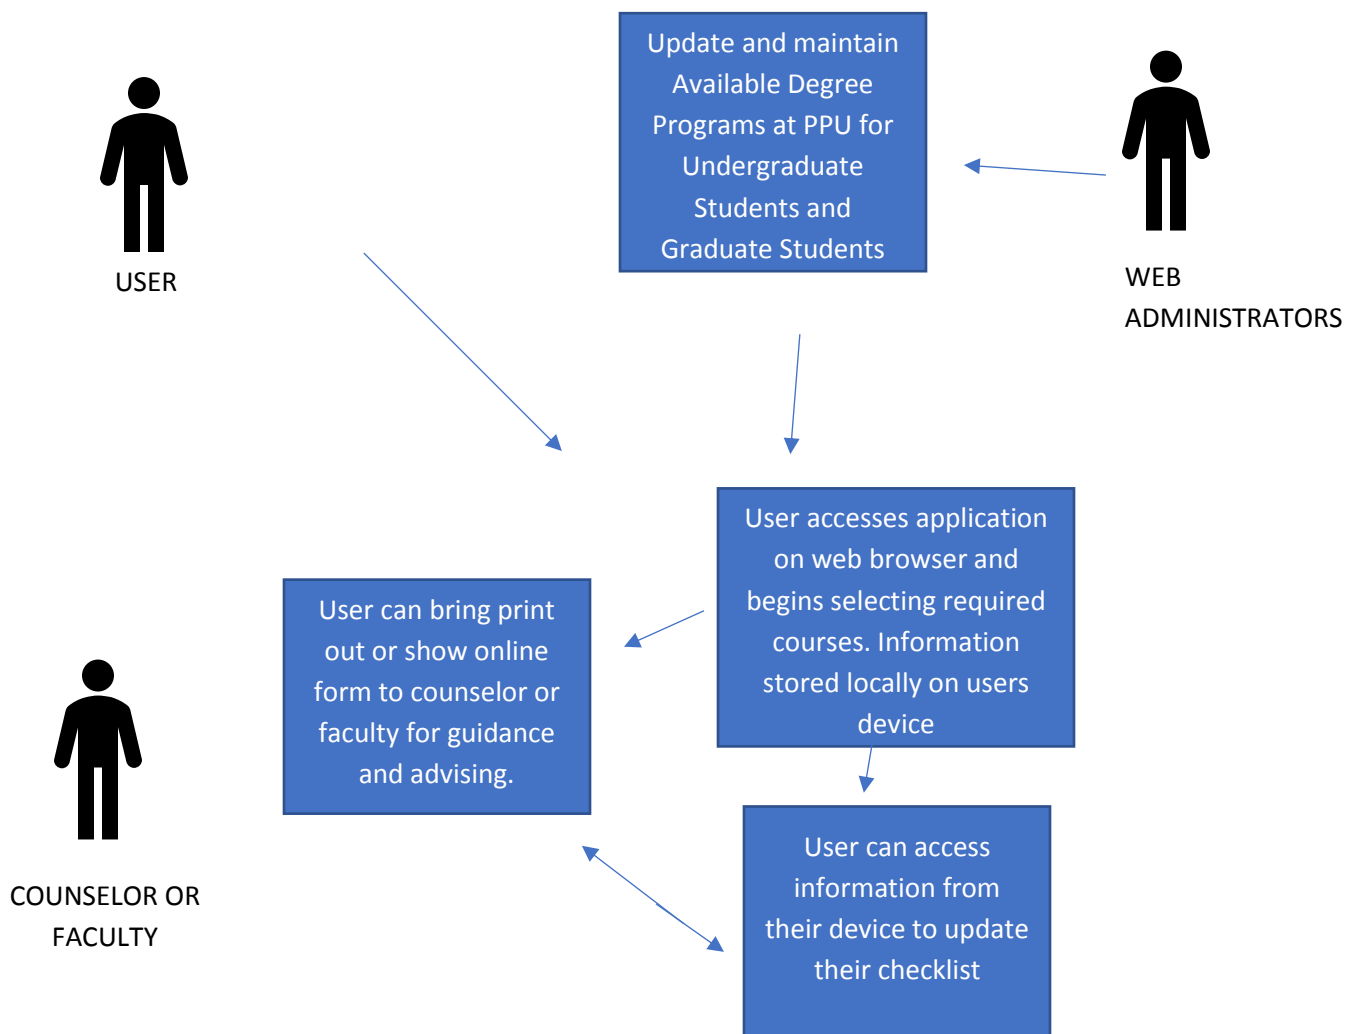 Update and maintain
Available Degree
Programs at PPU for
Undergraduate
Students and
Graduate Students
USER
WEB
ADMINISTRATORS
User accesses application
on web browser and
begins selecting required
courses. Information
stored locally on users
device
User can bring print
out or show online
form to counselor or
faculty for guidance
and advising.
COUNSELOR OR
FACULTY
User can access
information from
their device to update
their checklist